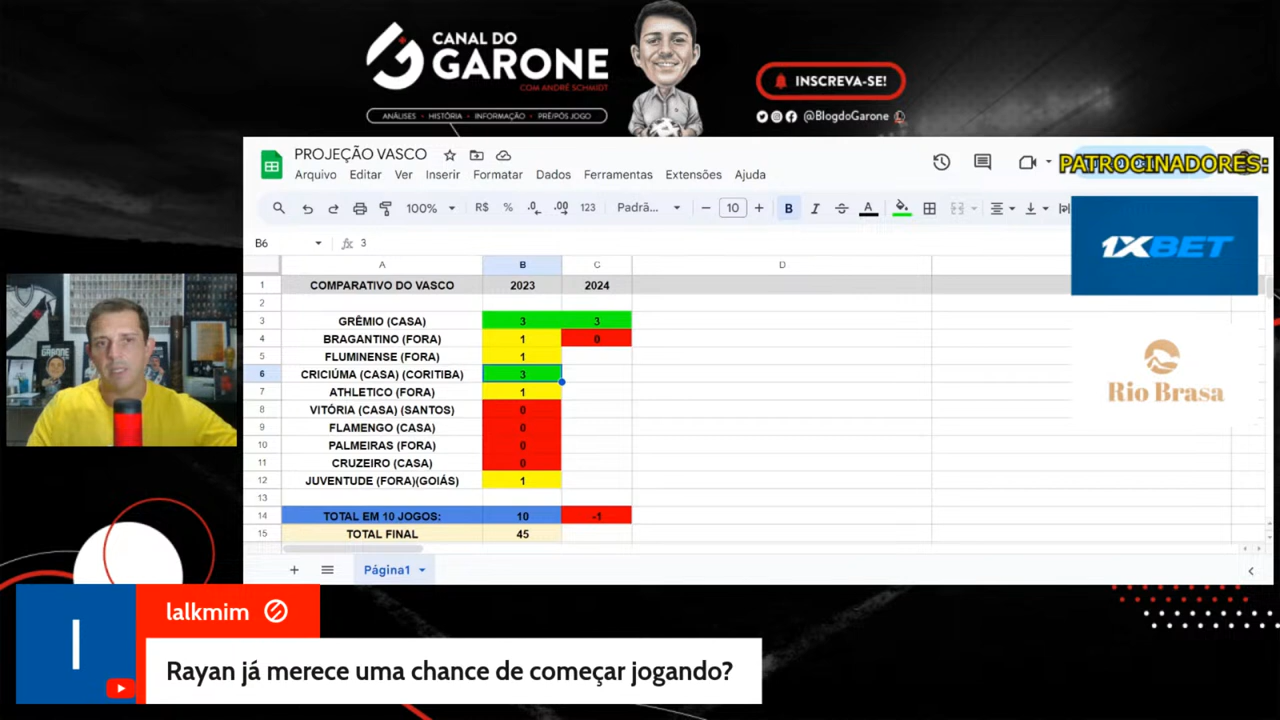 CANAL DO
GARONE
COM ANDRÉ SCHMIDT
ANÁLISES • HISTÓRIA • INFORMAÇÃO • PRÉ/PÓS JOGO
INSCREVA-SE!
@BlogdoGarone
PROJEÇÃO VASCO
Arquivo Editar Ver Inserir Formatar Dados Ferramentas Extensões Ajuda
PATROCINADORES:
100% R$ % .0 .00 123 Padrã... − 10 + B I S A
B6 fx 3
A B C D
1 COMPARATIVO DO VASCO 2023 2024
2
3 GRÊMIO (CASA) 3 3
4 BRAGANTINO (FORA) 1 0
5 FLUMINENSE (FORA) 1
6 CRICIÚMA (CASA) (CORITIBA) 3
7 ATHLETICO (FORA) 1
8 VITÓRIA (CASA) (SANTOS) 0
9 FLAMENGO (CASA) 0
10 PALMEIRAS (FORA) 0
11 CRUZEIRO (CASA) 0
12 JUVENTUDE (FORA)(GOIÁS) 1
13
14 TOTAL EM 10 JOGOS: 10 -1
15 TOTAL FINAL 45
Página1
1XBET
Rio Brasa
GARONE
l
lalkmim
Rayan já merece uma chance de começar jogando?